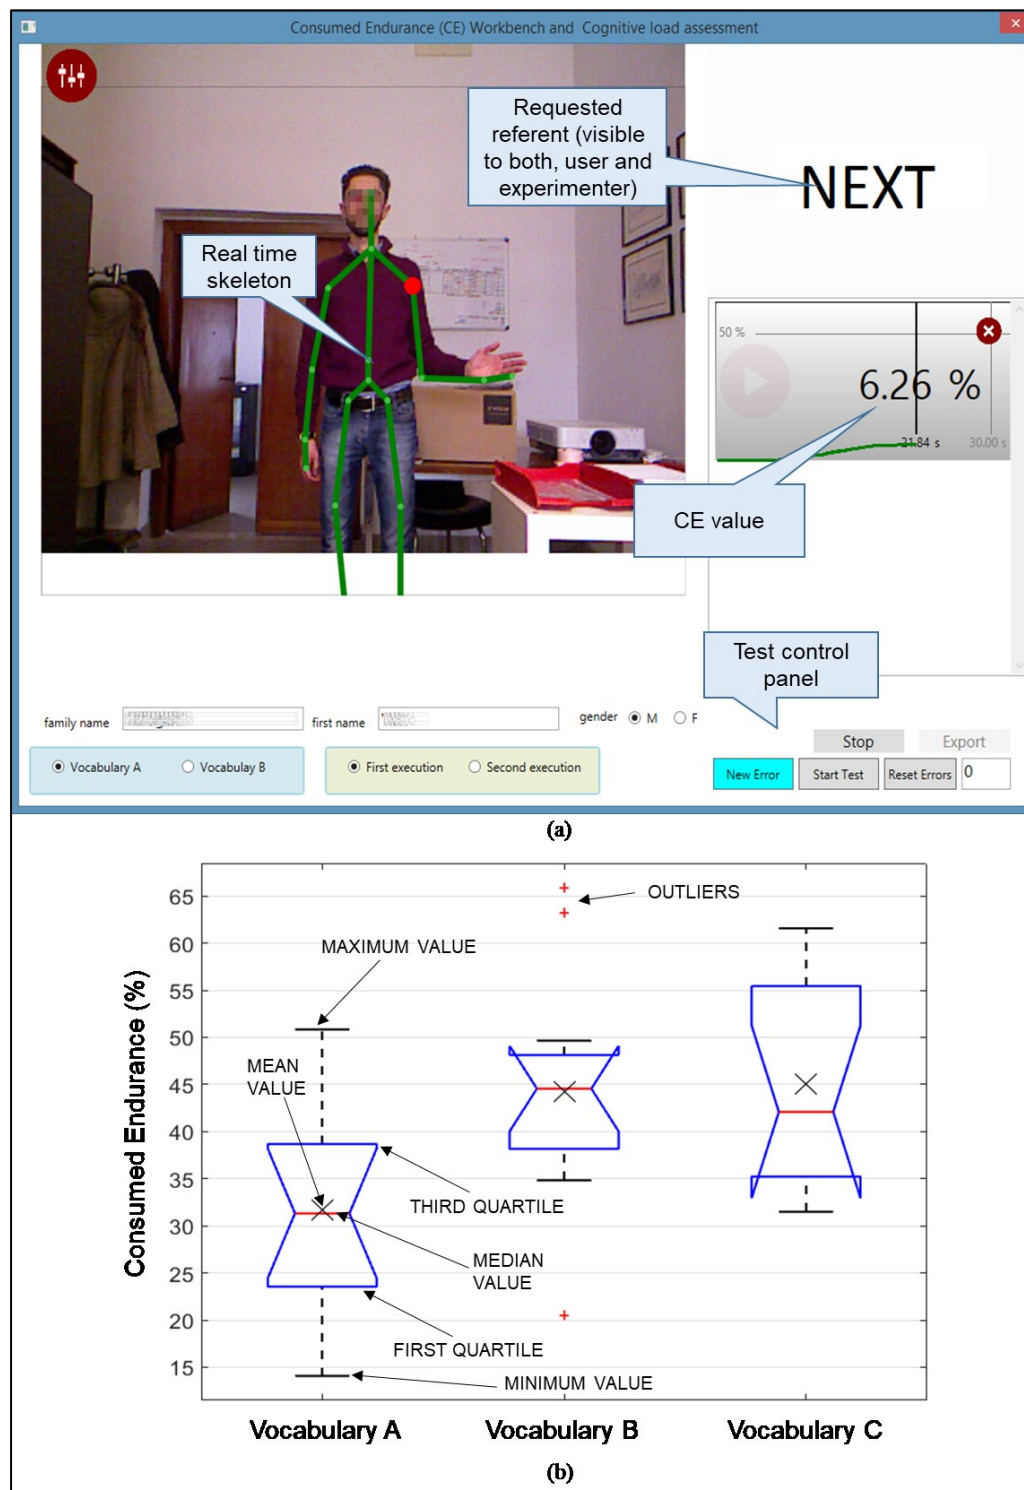 Consumed Endurance (CE) Workbench and Cognitive load assessment
Requested
referent (visible
to both, user and
experimenter)
NEXT
Real time
skeleton
50 %
6.26 %
21.84 s
30.00 s
CE value
Test control
panel
family name
first name
gender
M
F
Vocabulary A
Vocabulay B
First execution
Second execution
Stop
Export
New Error
Start Test
Reset Errors
0
(a)
65
60
55
50
45
40
35
30
25
20
15
Consumed Endurance (%)
OUTLIERS
MAXIMUM VALUE
MEAN
VALUE
THIRD QUARTILE
MEDIAN
VALUE
FIRST QUARTILE
MINIMUM VALUE
Vocabulary A
Vocabulary B
Vocabulary C
(b)